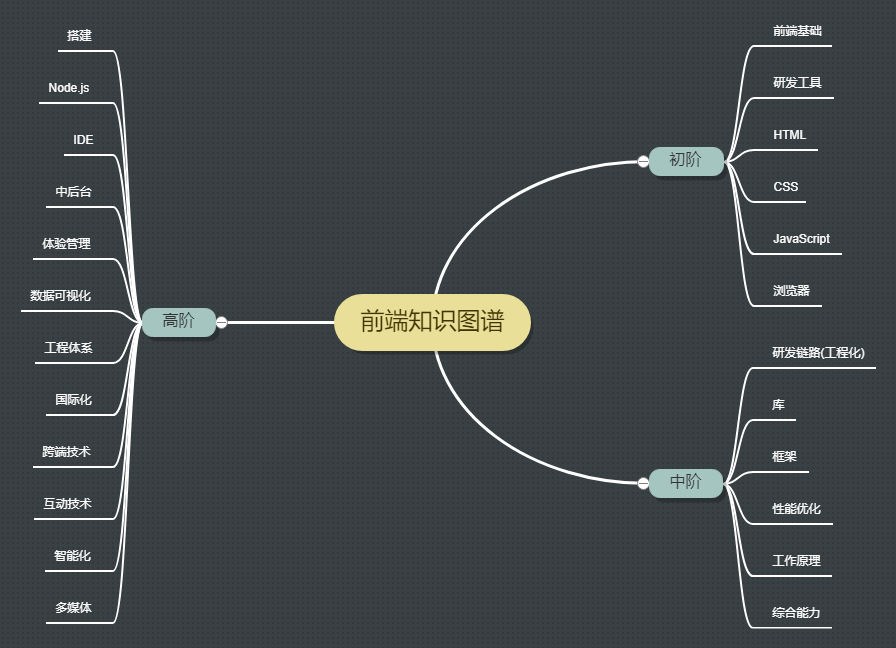 前端知识图谱
初阶
前端基础
研发工具
HTML
CSS
JavaScript
浏览器
中阶
研发链路(工程化)
库
框架
性能优化
工作原理
综合能力
高阶
搭建
Node.js
IDE
中后台
体验管理
数据可视化
工程体系
国际化
跨端技术
互动技术
智能化
多媒体